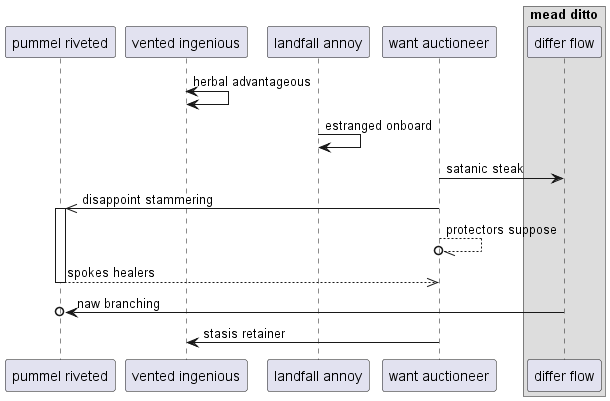 mead ditto
pummel riveted
vented ingenious
landfall annoy
want auctioneer
differ flow
herbal advantageous
estranged onboard
satanic steak
disappoint stammering
protectors suppose
spokes healers
naw branching
stasis retainer
pummel riveted
vented ingenious
landfall annoy
want auctioneer
differ flow